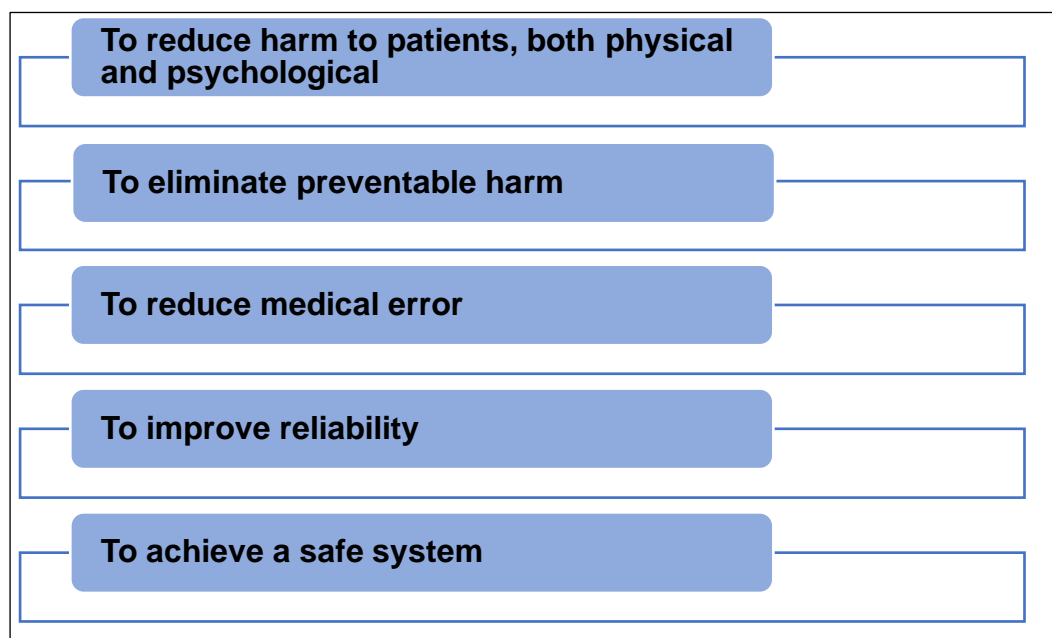 To reduce harm to patients, both physical
and psychological
To eliminate preventable harm
To reduce medical error
To improve reliability
To achieve a safe system